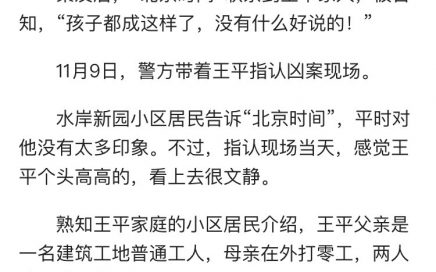 知，“孩子都成这样了，没有什么好说的！”
11月9日，警方带着王平指认凶案现场。
水岸新园小区居民告诉“北京时间”，平时对
他没有太多印象。不过，指认现场当天，感觉王
平个头高高的，看上去很文静。
熟知王平家庭的小区居民介绍，王平父亲是
一名建筑工地普通工人，母亲在外打零工，两人